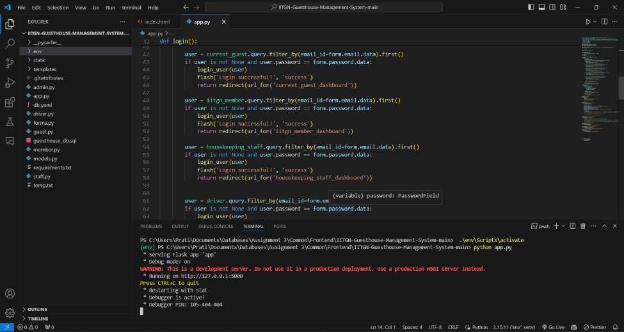 File Edit Selection View Go Run Terminal Help
IITGN-Guesthouse-Management-System-main
EXPLORER
index.html
app.py
IITGN-GUESTHOUSE-MANAGEMENT-SYSTEM-...
__pycache__
env
static
templates
.gitattributes
admin.py
app.py
db.yaml
driver.py
forms.py
guest.py
guesthouse_db.sql
member.py
models.py
requirements.txt
staff.py
temp.txt
OUTLINE
TIMELINE
app.py > ...
32 def login():
42 user = current_guest.query.filter_by(email_id=form.email.data).first()
43 if user is not None and user.password == form.password.data:
44 login_user(user)
45 flash('Login successful!', 'success')
46 return redirect(url_for('current_guest_dashboard'))
47
48 user = iitgn_member.query.filter_by(email_id=form.email.data).first()
49 if user is not None and user.password == form.password.data:
50 login_user(user)
51 flash('Login successful!', 'success')
52 return redirect(url_for('iitgn_member_dashboard'))
53
54 user = housekeeping_staff.query.filter_by(email_id=form.email.data).first()
55 if user is not None and user.password == form.password.data:
56 login_user(user)
57 flash('Login successful!', 'success')
58 return redirect(url_for('housekeeping_staff_dashboard'))
59
60
(variable) password: PasswordField
61 user = driver.query.filter_by(email_id=form.em
62 if user is not None and user.password == form.password.data:
63 login_user(user)
PROBLEMS OUTPUT DEBUG CONSOLE TERMINAL PORTS
PS C:\Users\Prati\Documents\Databases\Assignment 3\Common\Frontend\IITGN-Guesthouse-Management-System-main> .\env\Scripts\activate
(env) PS C:\Users\Prati\Documents\Databases\Assignment 3\Common\Frontend\IITGN-Guesthouse-Management-System-main> python app.py
* Serving Flask app 'app'
* Debug mode: on
WARNING: This is a development server. Do not use it in a production deployment. Use a production WSGI server instead.
* Running on http://127.0.0.1:5000
Press CTRL+C to quit
* Restarting with stat
* Debugger is active!
* Debugger PIN: 105-464-404
Ln 14, Col 1 Spaces: 4 UTF-8 CRLF Python 3.10.11 ('env': venv) Go Live Prettier